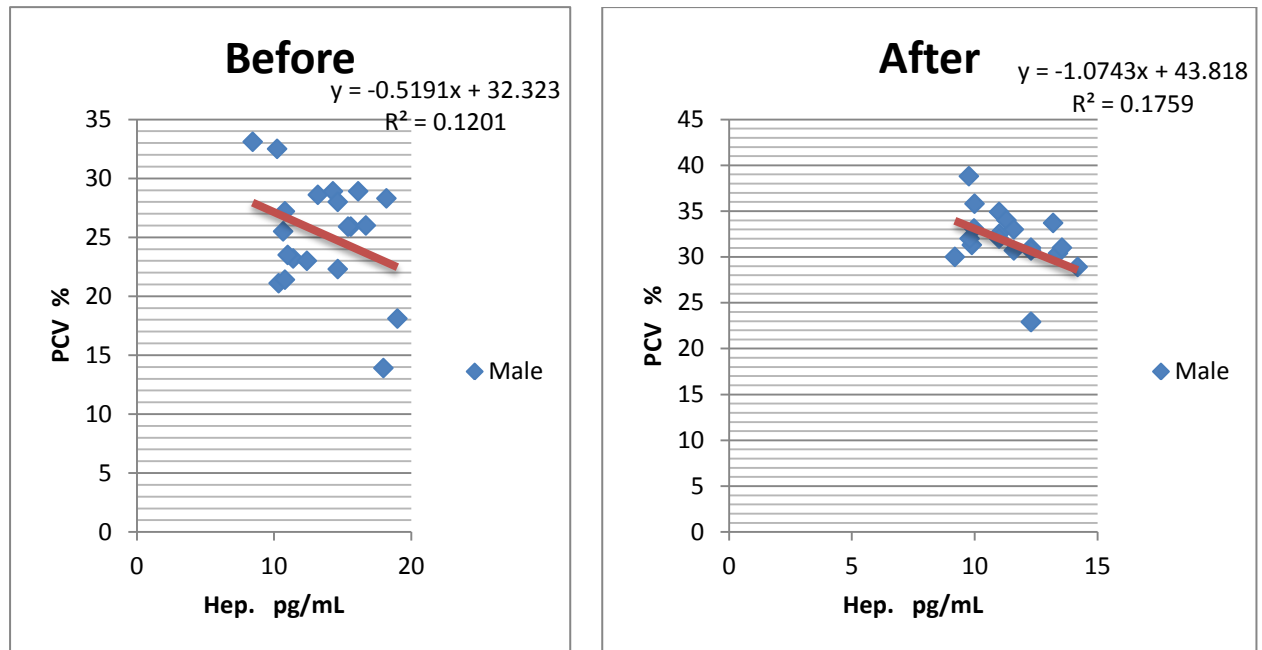 Before
y = -0.5191x + 32.323
R² = 0.1201
35
30
25
20
15
10
5
0
PCV %
0 10 20
Hep. pg/mL
Male
After
y = -1.0743x + 43.818
R² = 0.1759
45
40
35
30
25
20
15
10
5
0
PCV %
0 5 10 15
Hep. pg/mL
Male